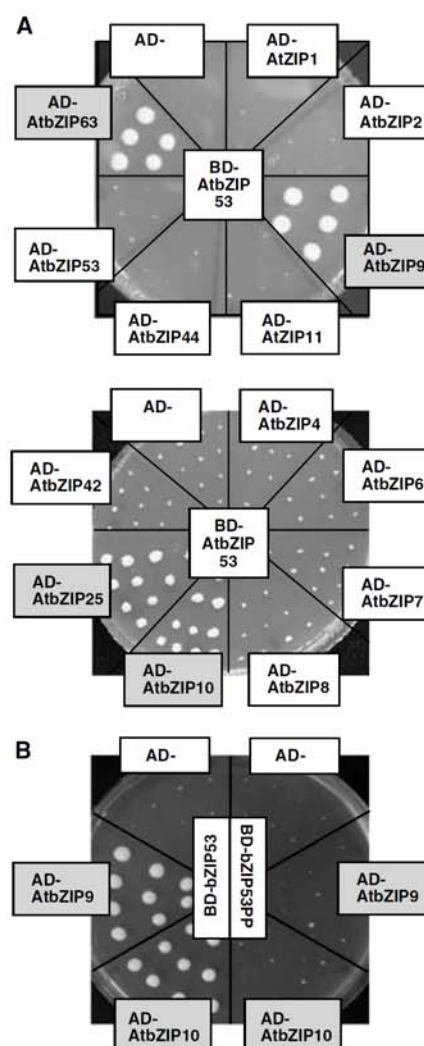 A
AD-
AD-
AtZIP1
AD-
AtbZIP63
AD-
AtbZIP2
BD-
AtbZIP
53
AD-
AtbZIP53
AD-
AtbZIP9
AD-
AtbZIP44
AD-
AtZIP11
AD-
AD-
AtbZIP4
AD-
AtbZIP42
AD-
AtbZIP6
BD-
AtbZIP
53
AD-
AtbZIP25
AD-
AtbZIP7
AD-
AtbZIP10
AD-
AtbZIP8
B
AD-
AD-
BD-bZIP53
BD-bZIP53PP
AD-
AtbZIP9
AD-
AtbZIP9
AD-
AtbZIP10
AD-
AtbZIP10